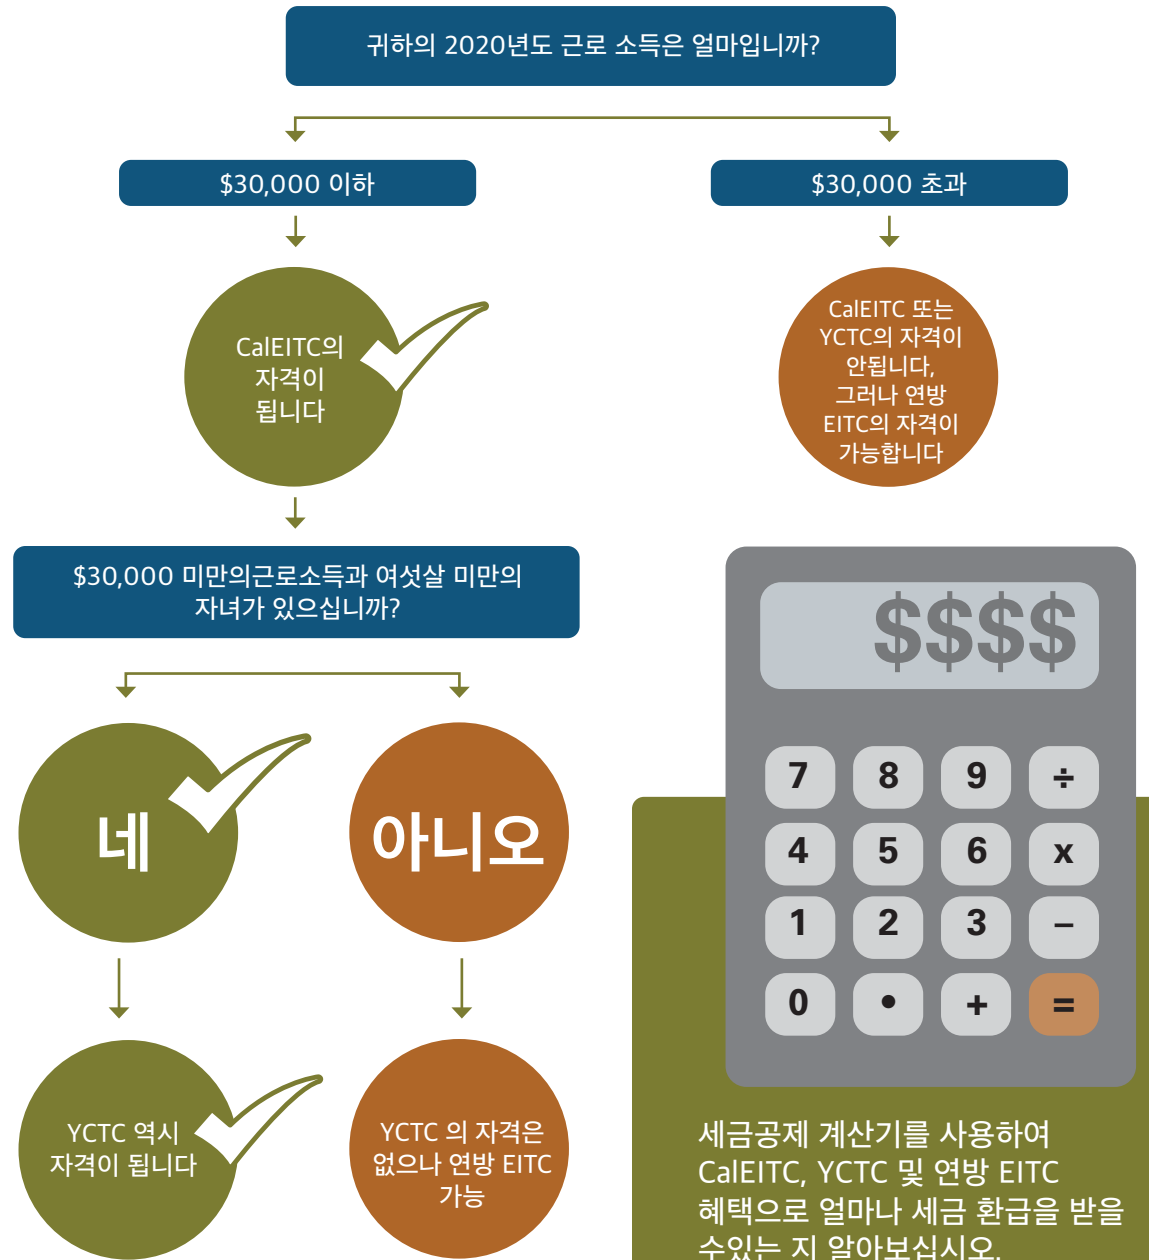 귀하의 2020년도 근로 소득은 얼마입니까?
$30,000 이하
$30,000 초과
CalEITC의
자격이
됩니다
CalEITC 또는
YCTC의 자격이
안됩니다,
그러나 연방
EITC의 자격이
가능합니다
$30,000 미만의근로소득과 여섯살 미만의
자녀가 있으십니까?
네
아니오
YCTC 역시
자격이 됩니다
YCTC 의 자격은
없으나 연방 EITC
가능
$$$$
7 8 9 ÷
4 5 6 x
1 2 3 –
0 • + =
세금공제 계산기를 사용하여
CalEITC, YCTC 및 연방 EITC
혜택으로 얼마나 세금 환급을 받을
수있는 지 알아보십시오.